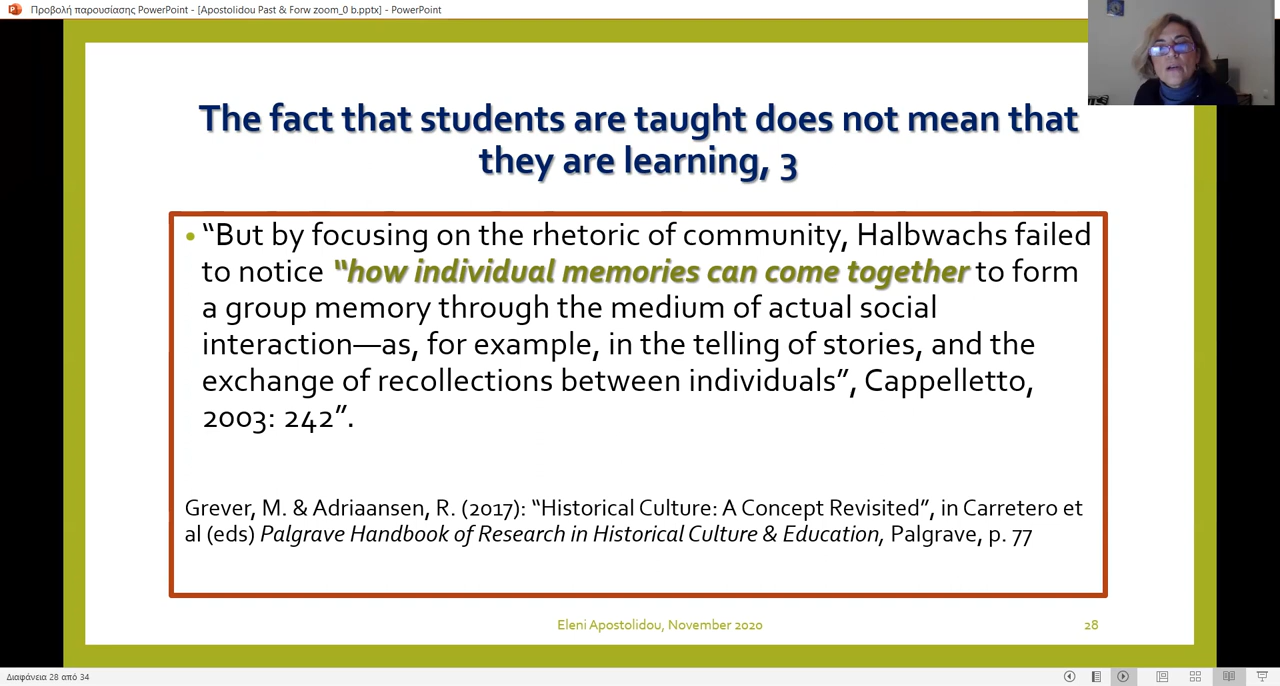 Προβολή παρουσίασης PowerPoint - [Apostolidou Past & Forw zoom_0 b.pptx] - PowerPoint
The fact that students are taught does not mean that
they are learning, 3
• “But by focusing on the rhetoric of community, Halbwachs failed
to notice “how individual memories can come together to form
a group memory through the medium of actual social
interaction—as, for example, in the telling of stories, and the
exchange of recollections between individuals”, Cappelletto,
2003: 242”.
Grever, M. & Adriaansen, R. (2017): “Historical Culture: A Concept Revisited”, in Carretero et
al (eds) Palgrave Handbook of Research in Historical Culture & Education, Palgrave, p. 77
Eleni Apostolidou, November 2020
28
Διαφάνεια 28 από 34